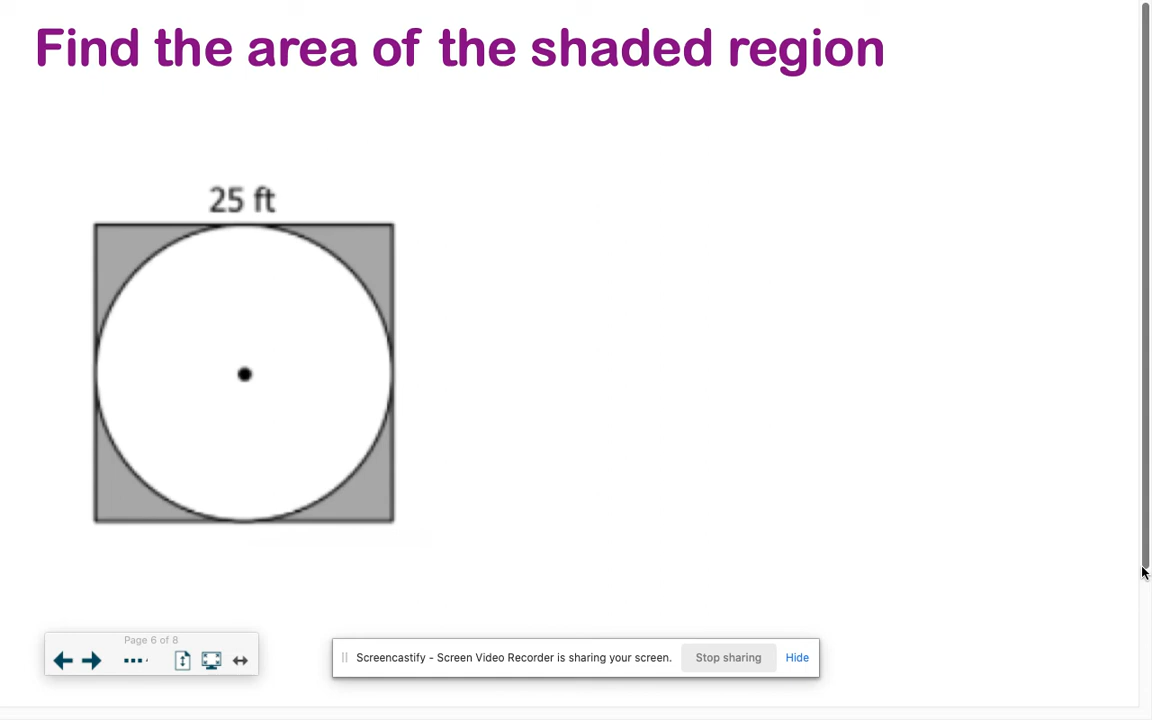 Find the area of the shaded region
25 ft
Page 6 of 8
Screencastify - Screen Video Recorder is sharing your screen.
Stop sharing
Hide